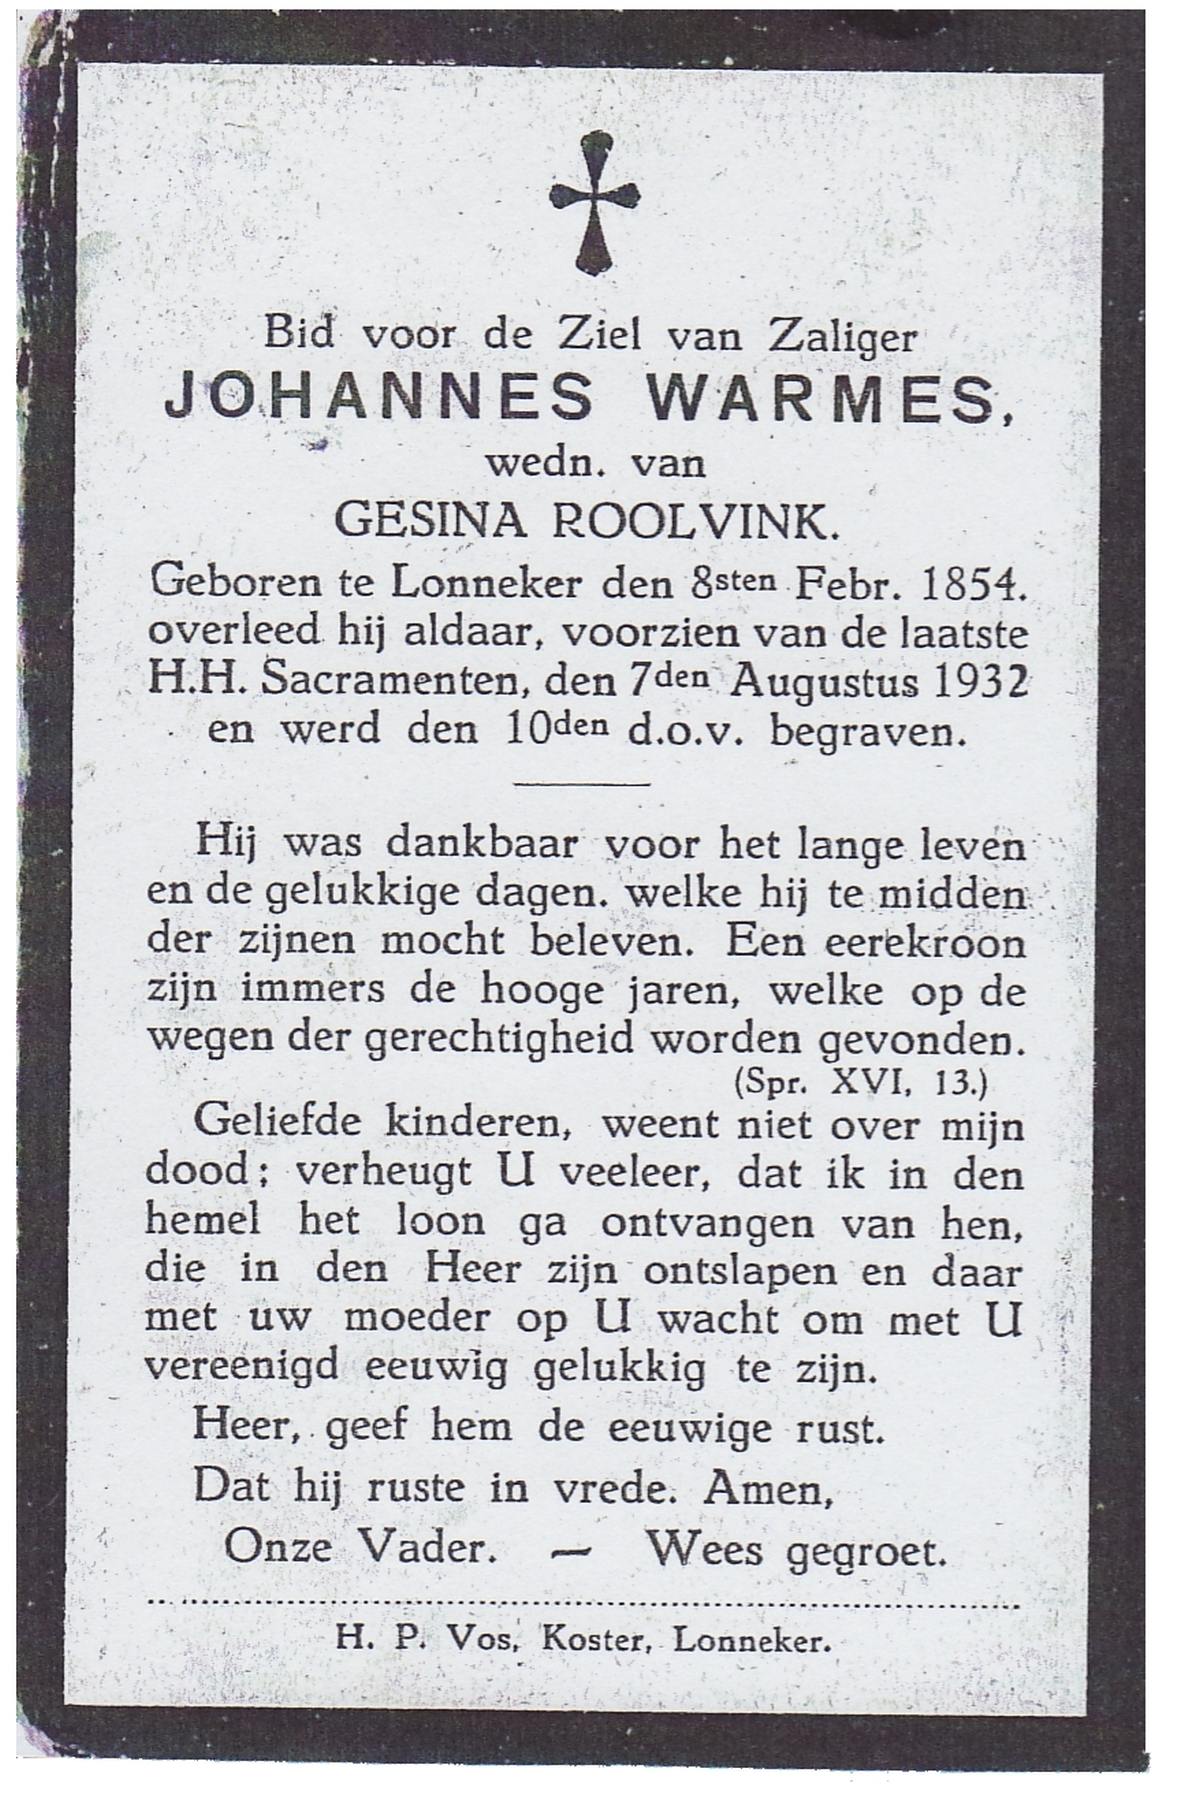 Bid voor de Ziel van Zaliger
JOHANNES WARMES,
wedn. van
GESINA ROOLVINK.
Geboren te Lonneker den 8sten Febr. 1854.
overleed hij aldaar, voorzien van de laatste
H.H. Sacramenten, den 7den Augustus 1932
en werd den 10den d.o.v. begraven.
Hij was dankbaar voor het lange leven
en de gelukkige dagen. welke hij te midden
der zijnen mocht beleven. Een eerekroon
zijn immers de hooge jaren, welke op de
wegen der gerechtigheid worden gevonden.
(Spr. XVI, 13.)
Geliefde kinderen, weent niet over mijn
dood; verheugt U veeleer, dat ik in den
hemel het loon ga ontvangen van hen,
die in den Heer zijn ontslapen en daar
met uw moeder op U wacht om met U
vereenigd eeuwig gelukkig te zijn.
Heer, geef hem de eeuwige rust.
Dat hij ruste in vrede. Amen,
Onze Vader. — Wees gegroet.
H. P. Vos, Koster, Lonneker.